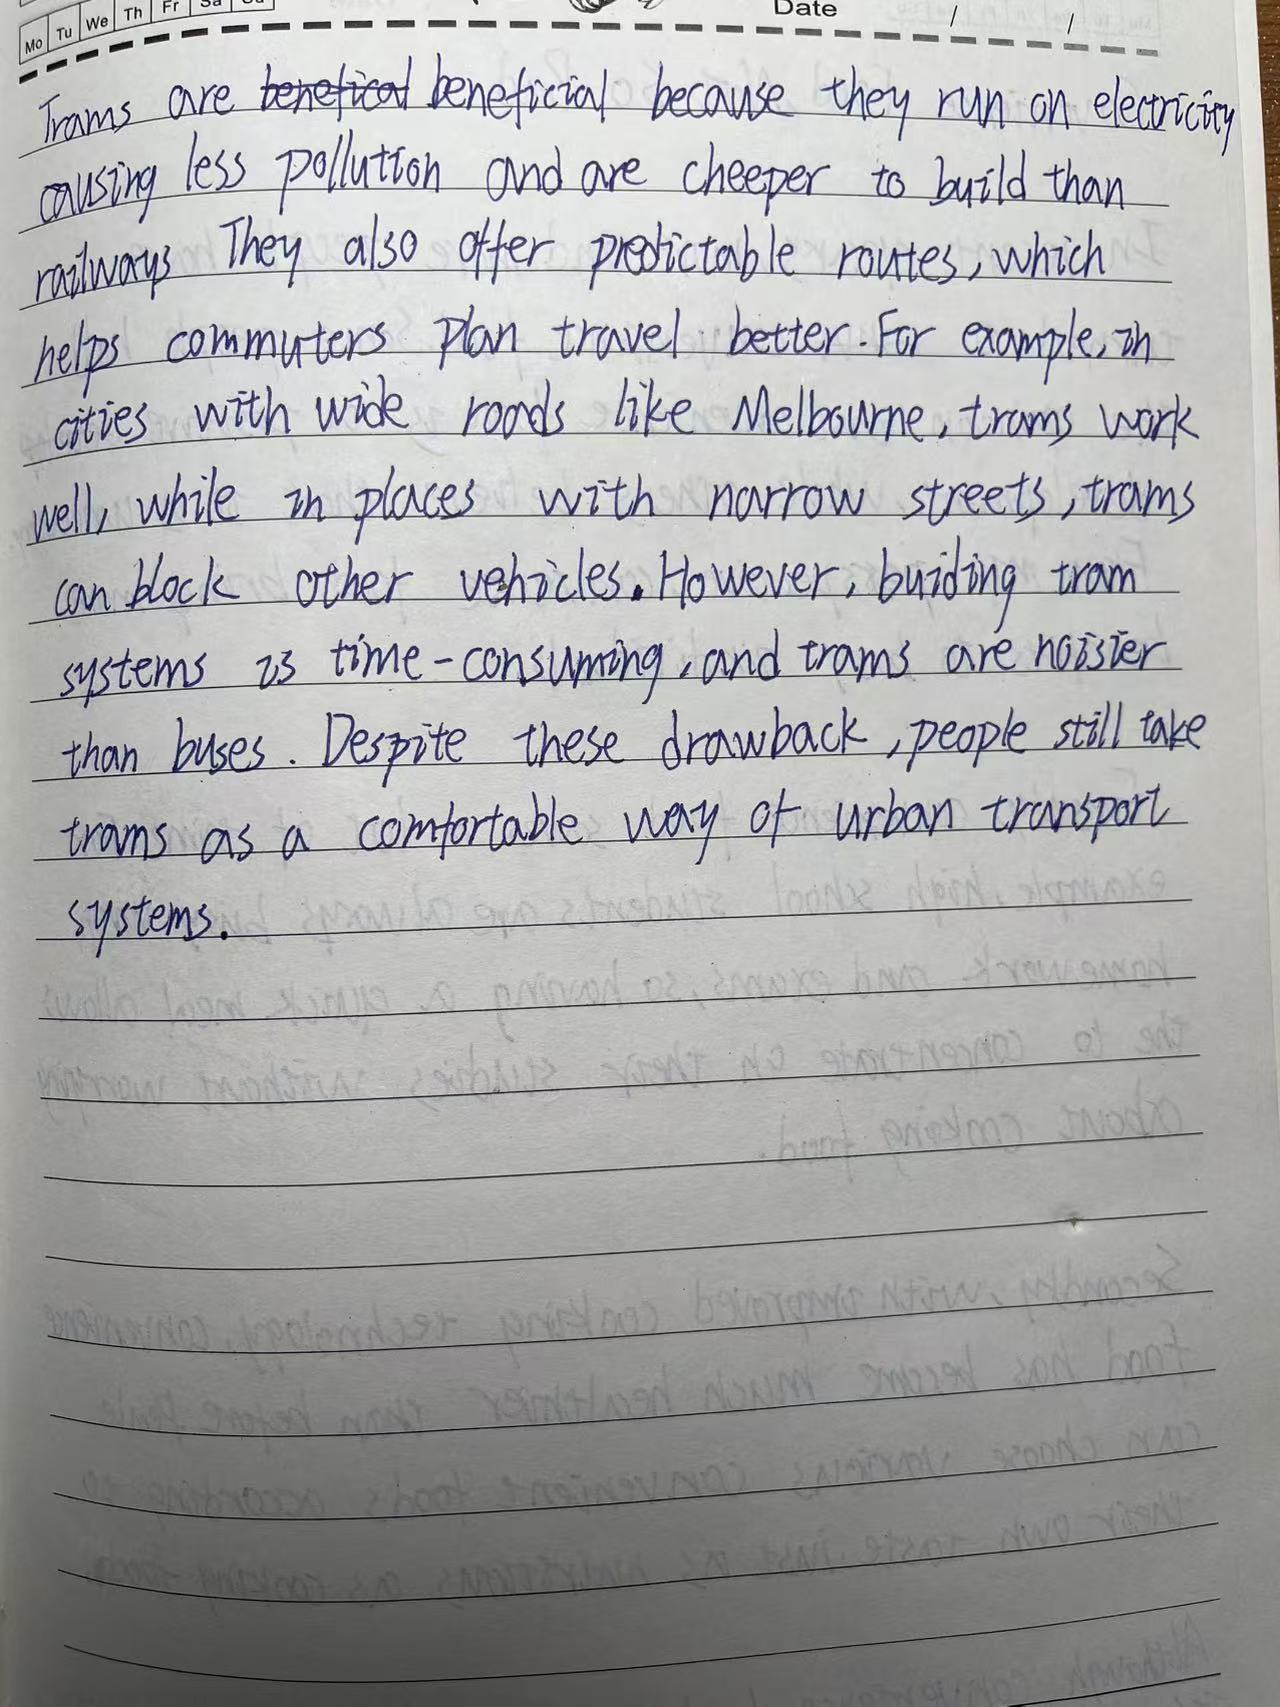 Mo Tu We Th Fr Sa Su
Date / /
Trams are benefical beneficial because they run on electricity
causing less pollution and are cheeper to build than
railways They also offer predictable routes, which
helps commuters plan travel better. For example, in
cities with wide roads like Melbourne, trams work
well, while in places with narrow streets, trams
can block other vehicles. However, buiding tram
systems is time-consuming, and trams are noister
than buses. Despite these drawback, people still take
trams as a comfortable way of urban transport
systems.